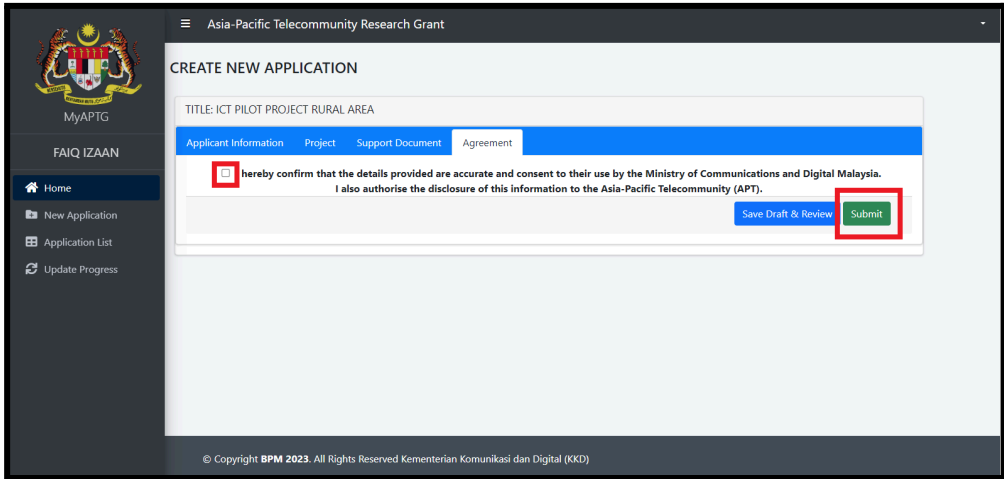 Asia-Pacific Telecommunity Research Grant
MyAPTG
FAIQ IZAAN
Home
New Application
Application List
Update Progress
CREATE NEW APPLICATION
TITLE: ICT PILOT PROJECT RURAL AREA
Applicant Information Project Support Document Agreement
hereby confirm that the details provided are accurate and consent to their use by the Ministry of Communications and Digital Malaysia.
I also authorise the disclosure of this information to the Asia-Pacific Telecommunity (APT).
Save Draft & Review Submit
© Copyright BPM 2023. All Rights Reserved Kementerian Komunikasi dan Digital (KKD)